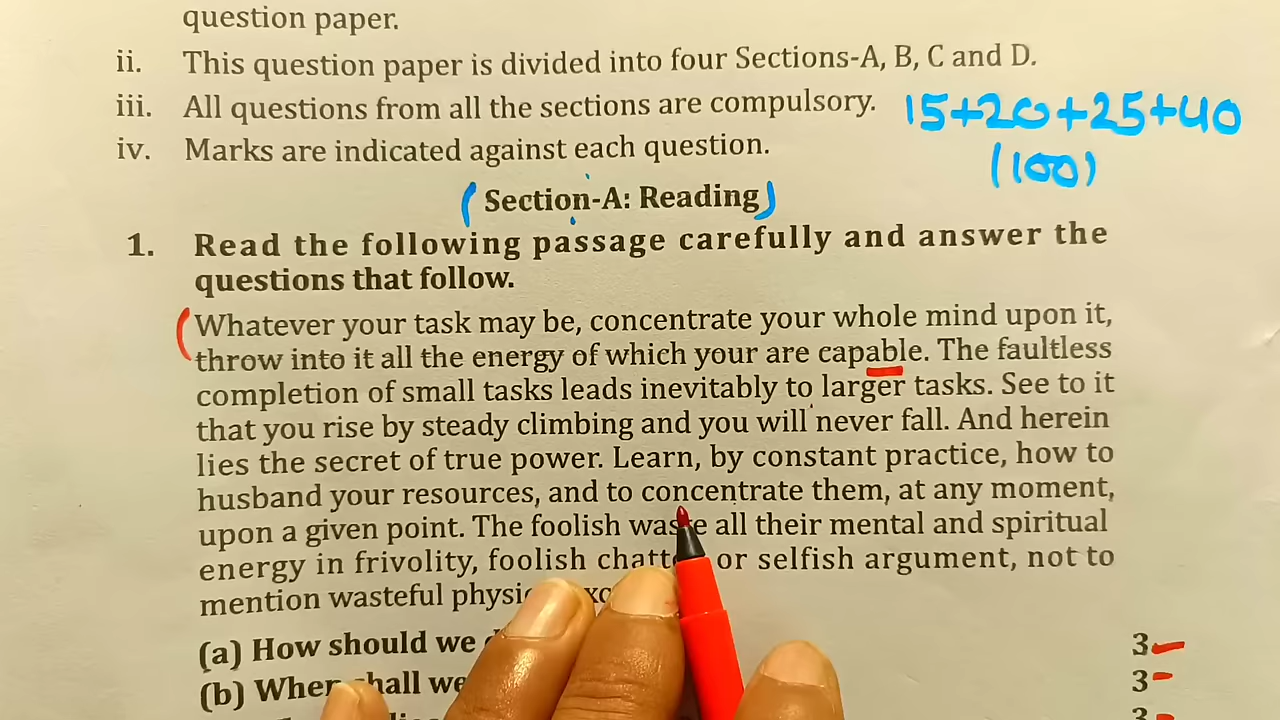 question paper.
ii. This question paper is divided into four Sections-A, B, C and D.
iii. All questions from all the sections are compulsory. 15+20+25+40
iv. Marks are indicated against each question. (100)
(Section-A: Reading)
1. Read the following passage carefully and answer the
questions that follow.
(Whatever your task may be, concentrate your whole mind upon it,
throw into it all the energy of which your are capable. The faultless
completion of small tasks leads inevitably to larger tasks. See to it
that you rise by steady climbing and you will never fall. And herein
lies the secret of true power. Learn, by constant practice, how to
husband your resources, and to concentrate them, at any moment,
upon a given point. The foolish waste all their mental and spiritual
energy in frivolity, foolish chatter or selfish argument, not to
mention wasteful
(a) How should we 3
(b) When shall we 3
3